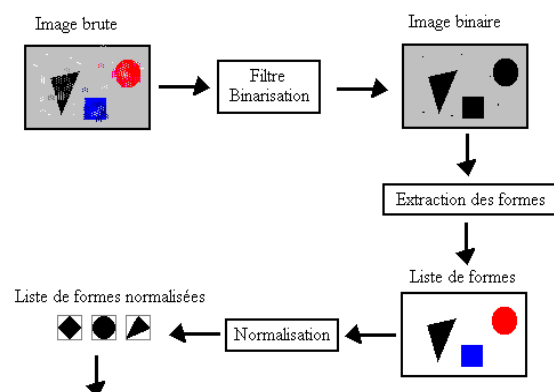 Image brute
Image binaire
Filtre
Binarisation
Extraction des formes
Liste de formes
Liste de formes normalisées
Normalisation